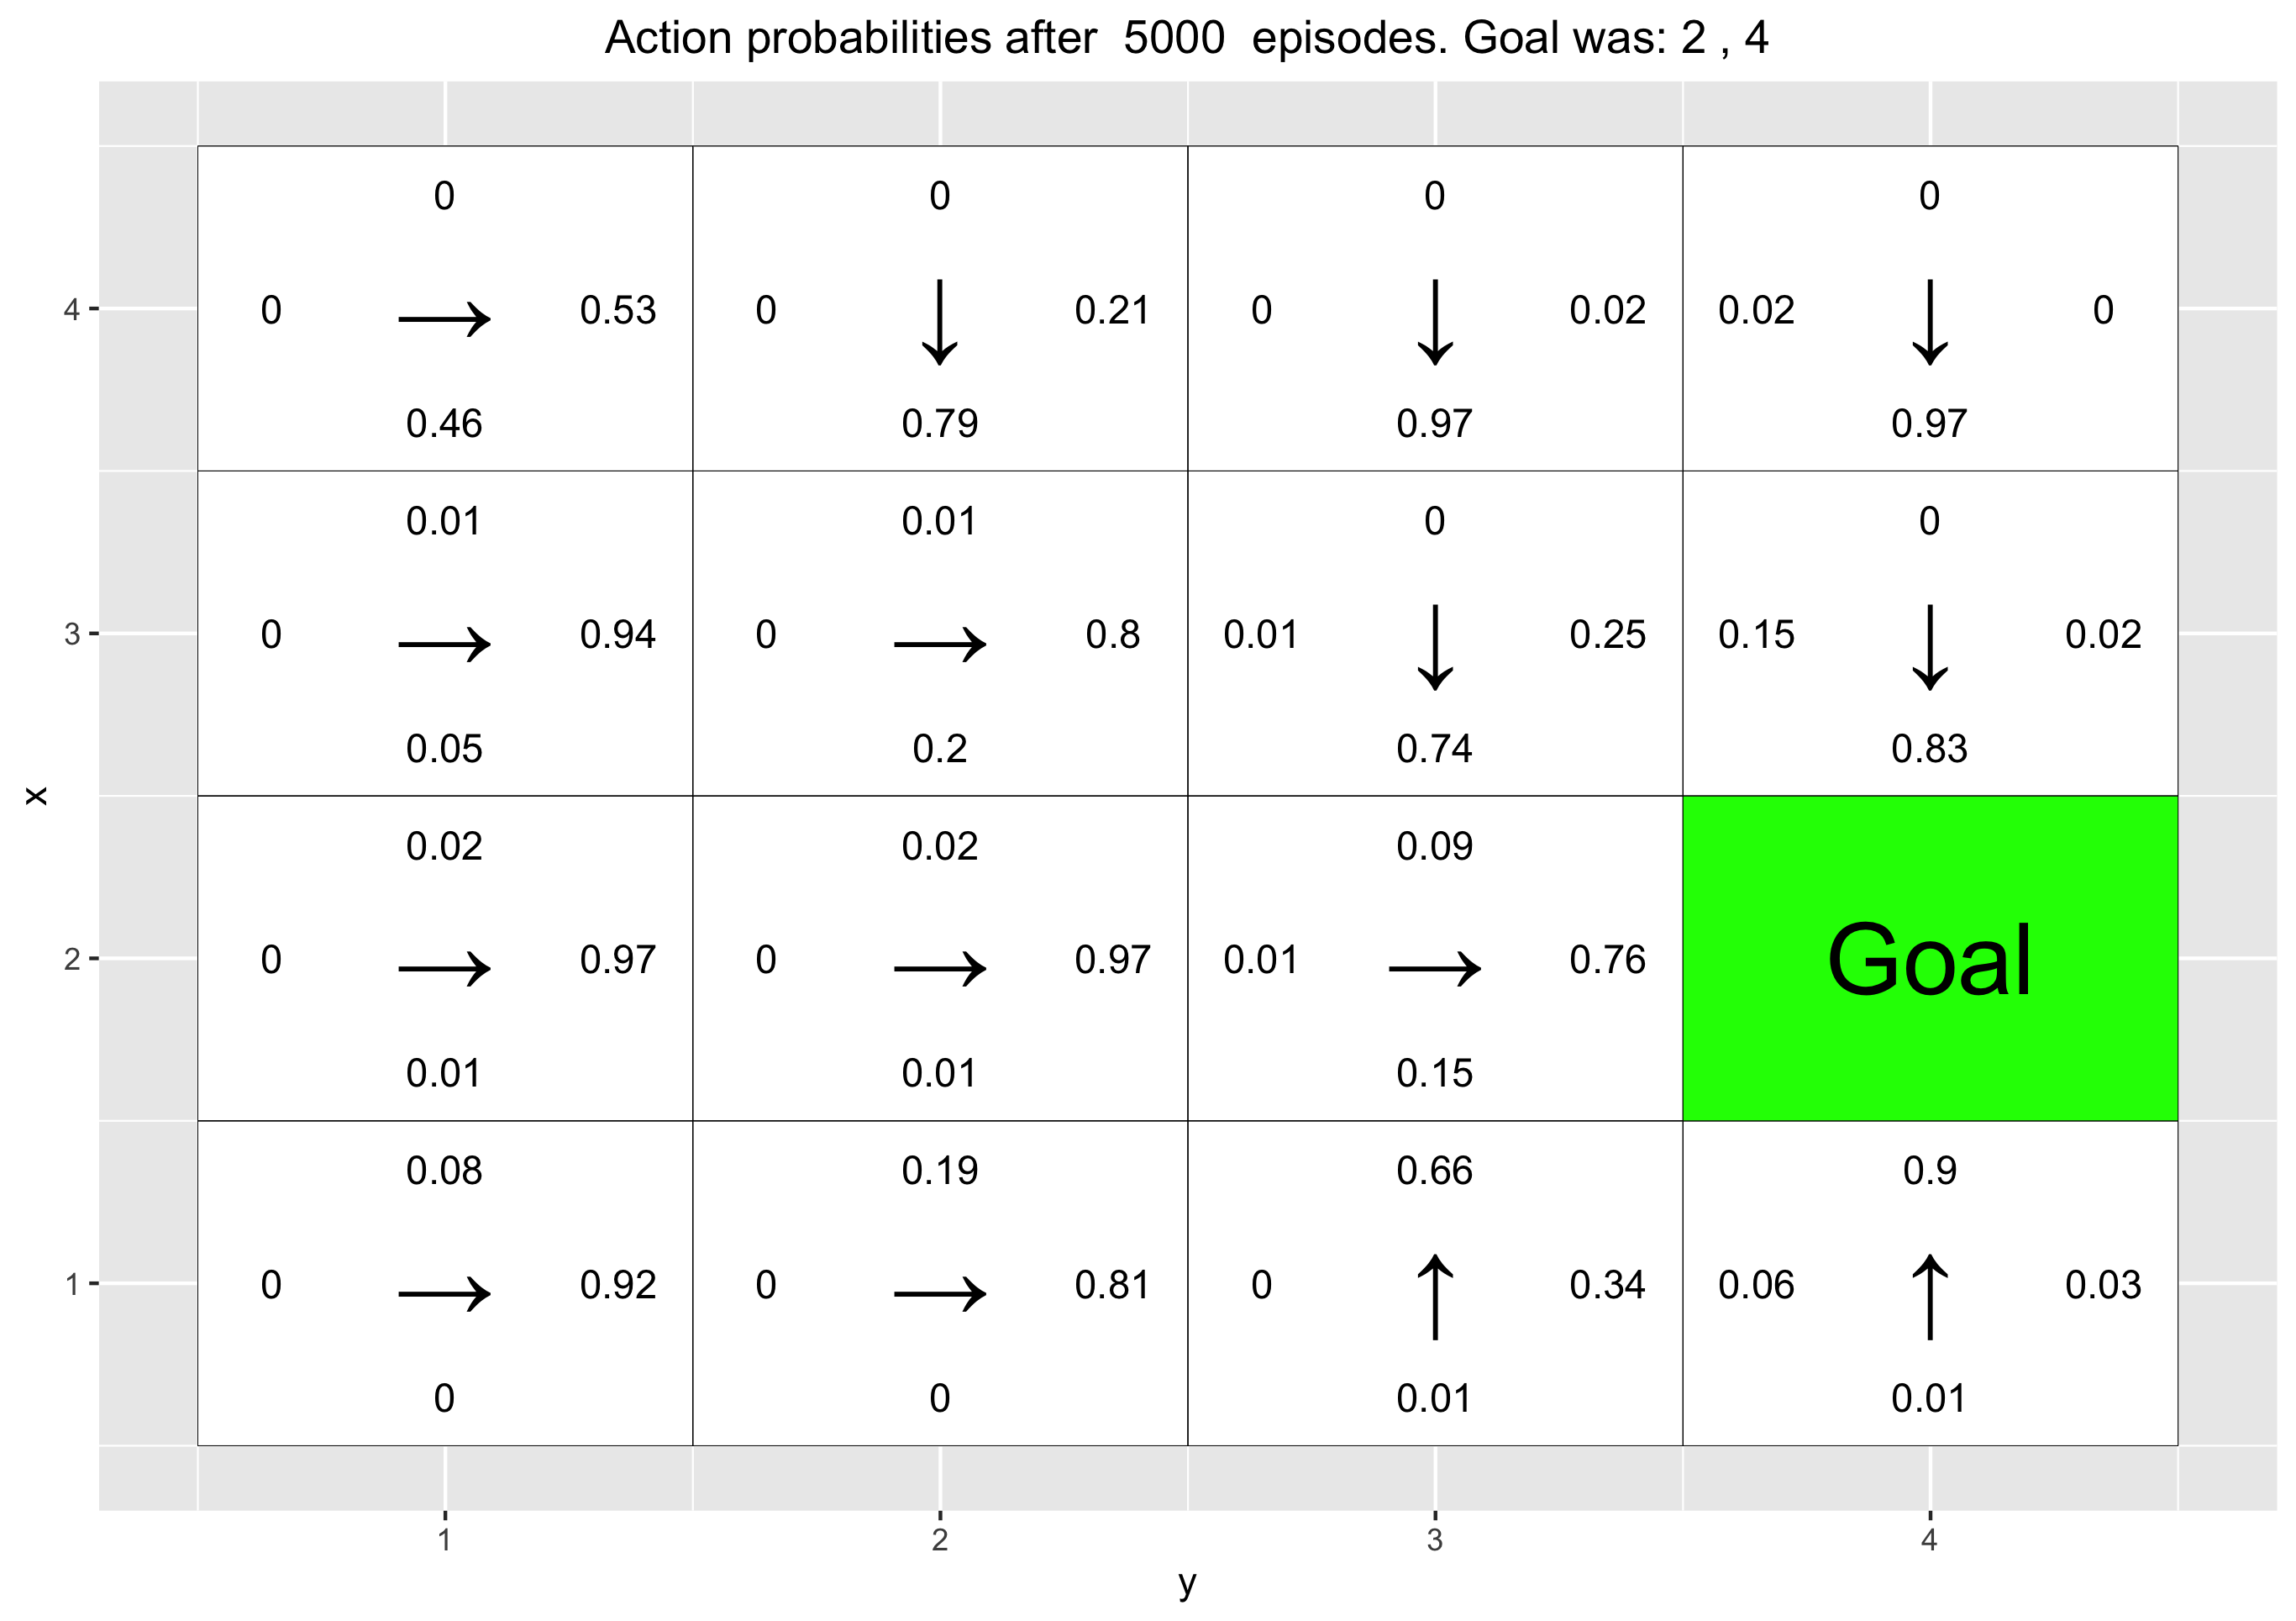 Action probabilities after  5000  episodes. Goal was: 2 , 4
0 0 0 0
4 0 → 0.53 0 ↓ 0.21 0 ↓ 0.02 0.02 ↓ 0
0.46 0.79 0.97 0.97
0.01 0.01 0 0
3 0 → 0.94 0 → 0.8 0.01 ↓ 0.25 0.15 ↓ 0.02
0.05 0.2 0.74 0.83
x
0.02 0.02 0.09
2 0 → 0.97 0 → 0.97 0.01 → 0.76 Goal
0.01 0.01 0.15
0.08 0.19 0.66 0.9
1 0 → 0.92 0 → 0.81 0 ↑ 0.34 0.06 ↑ 0.03
0 0 0.01 0.01
1 2 3 4
y